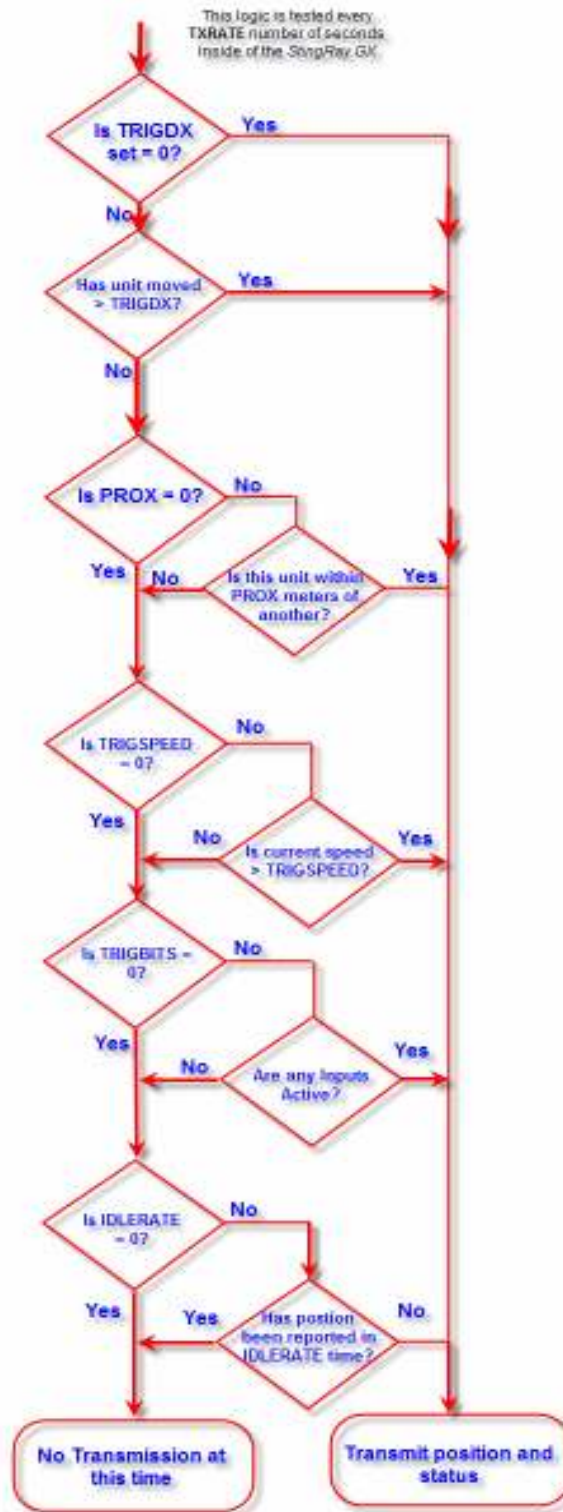 This logic is tested every
TXRATE number of seconds
inside of the StingRay GX.
Is TRIGDX
set = 0?
Yes
No
Has unit moved
> TRIGDX?
Yes
No
Is PROX = 0?
No
Yes
No
Is this unit within
PROX meters of
another?
Yes
Is TRIGSPEED
= 0?
No
Yes
No
Is current speed
> TRIGSPEED?
Yes
Is TRIGBITS =
0?
No
Yes
No
Are any Inputs
Active?
Yes
Is IDLERATE
= 0?
No
Yes
Yes
Has postion
been reported in
IDLERATE time?
No
No Transmission at
this time
Transmit position and
status